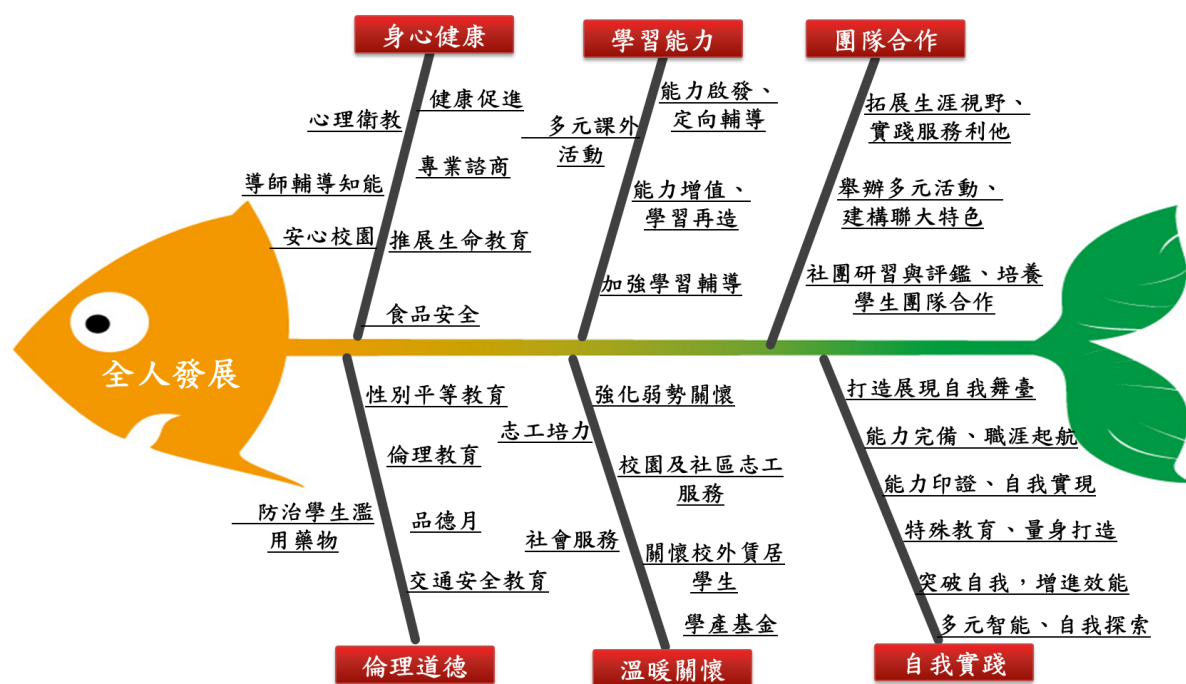 身心健康
學習能力
團隊合作
健康促進
心理衛教
專業諮商
導師輔導知能
安心校園
推展生命教育
食品安全
能力啟發、
定向輔導
多元課外
活動
能力增值、
學習再造
加強學習輔導
拓展生涯視野、
實踐服務利他
舉辦多元活動、
建構聯大特色
社團研習與評鑑、培養
學生團隊合作
全人發展
性別平等教育
倫理教育
防治學生濫
用藥物
品德月
交通安全教育
強化弱勢關懷
志工培力
校園及社區志工
服務
社會服務
關懷校外賃居
學生
學產基金
打造展現自我舞臺
能力完備、職涯起航
能力印證、自我實現
特殊教育、量身打造
突破自我，增進效能
多元智能、自我探索
倫理道德
溫暖關懷
自我實踐